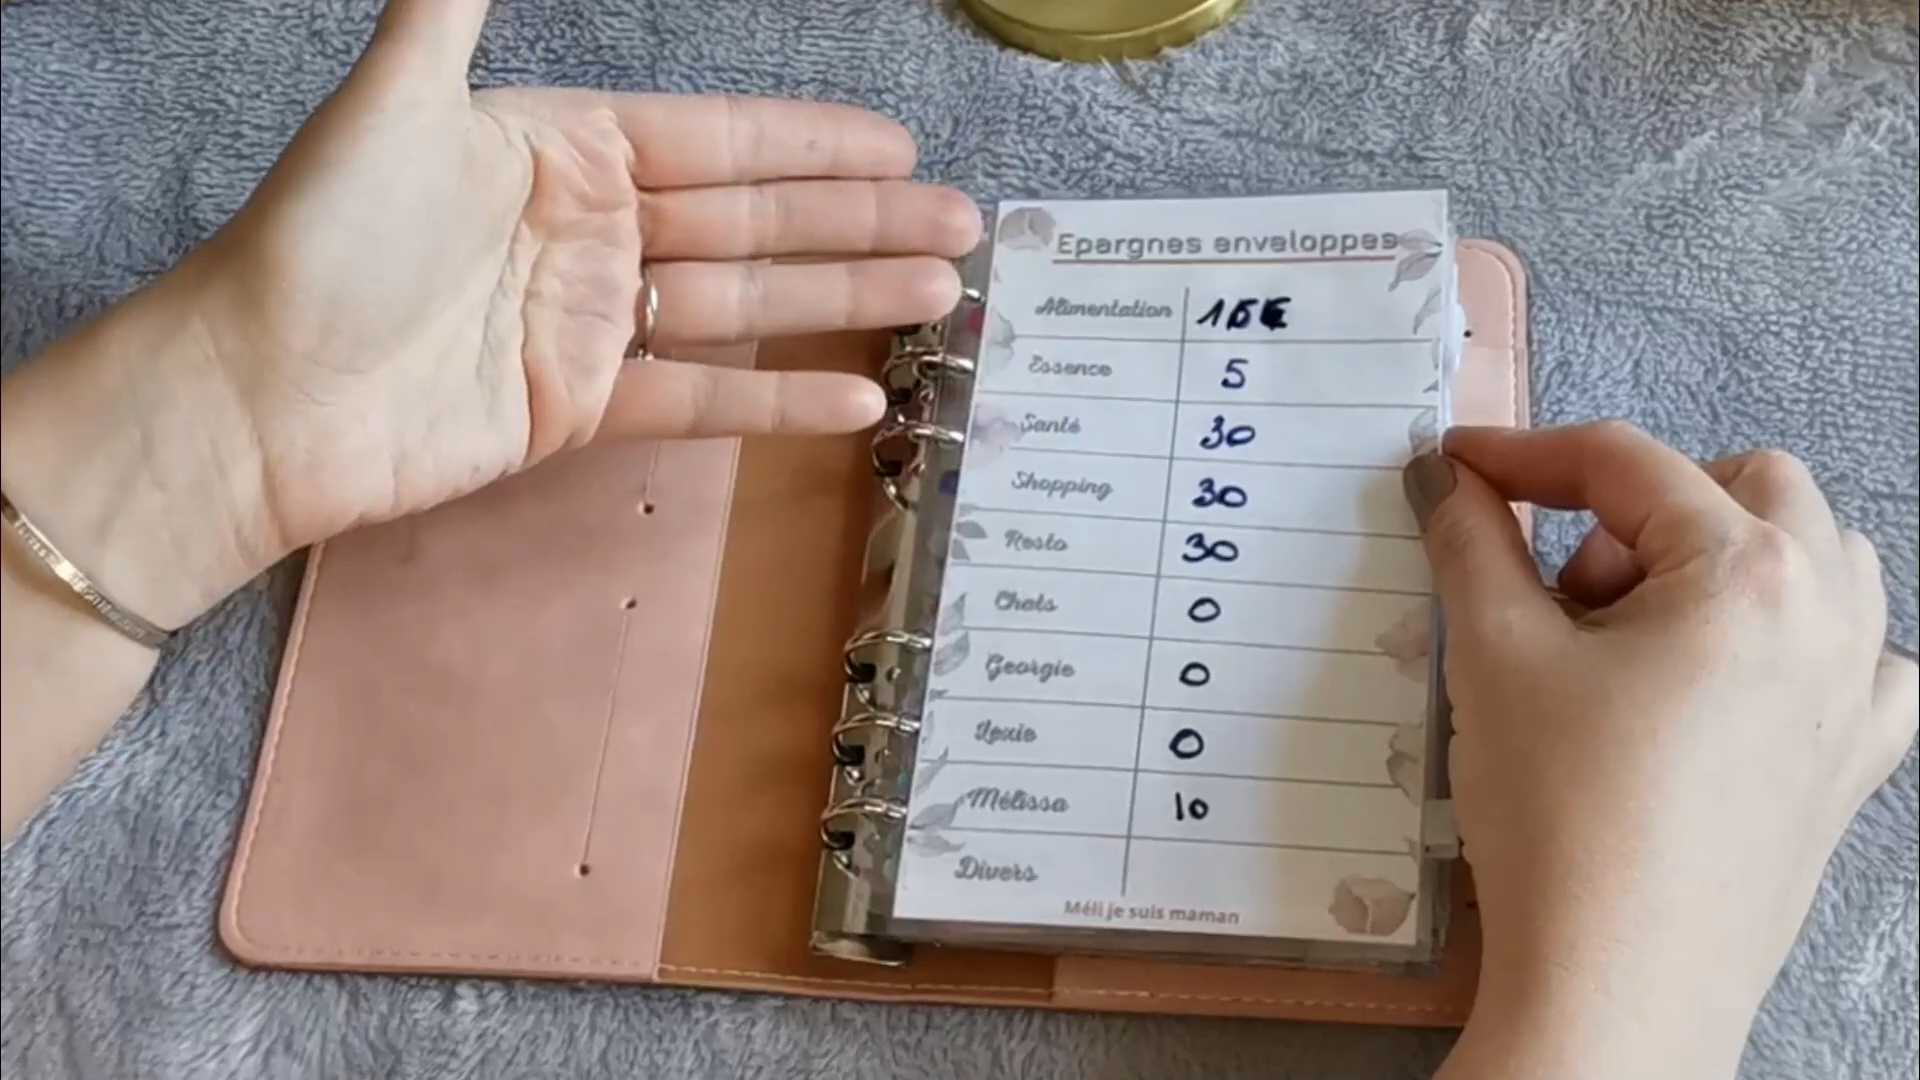 Epargnes enveloppes
Alimentation 15€
Essence 5
Santé 30
Shopping 30
Resto 30
Chats 0
Georgie 0
Lexie 0
Mélissa 10
Divers
Méli je suis maman